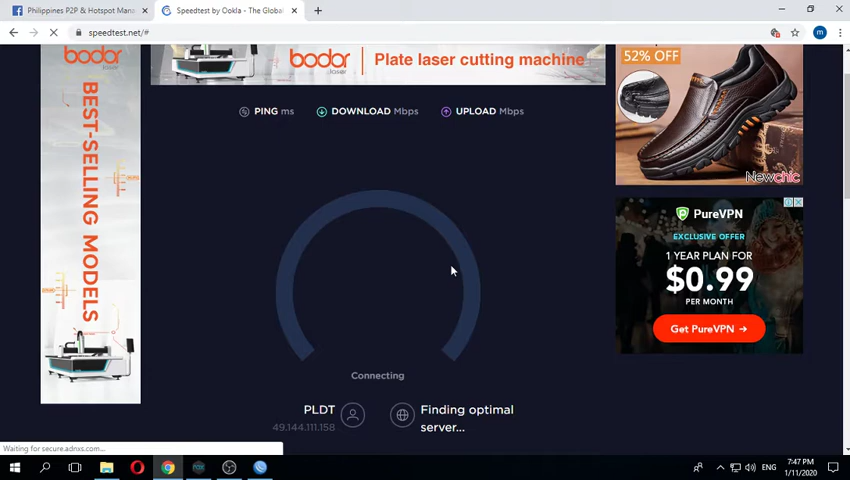 Philippines P2P & Hotspot Mana
Speedtest by Ookla - The Global
speedtest.net/#
m
bodor
laser
BEST-SELLING MODELS
bodor
laser
Plate laser cutting machine
52% OFF
Newchic
PING ms
DOWNLOAD Mbps
UPLOAD Mbps
PureVPN
EXCLUSIVE OFFER
1 YEAR PLAN FOR
$0.99
PER MONTH
Get PureVPN →
Connecting
PLDT
49.144.111.158
Finding optimal
server...
Waiting for secure.adnxs.com...
ENG
7:47 PM
1/11/2020